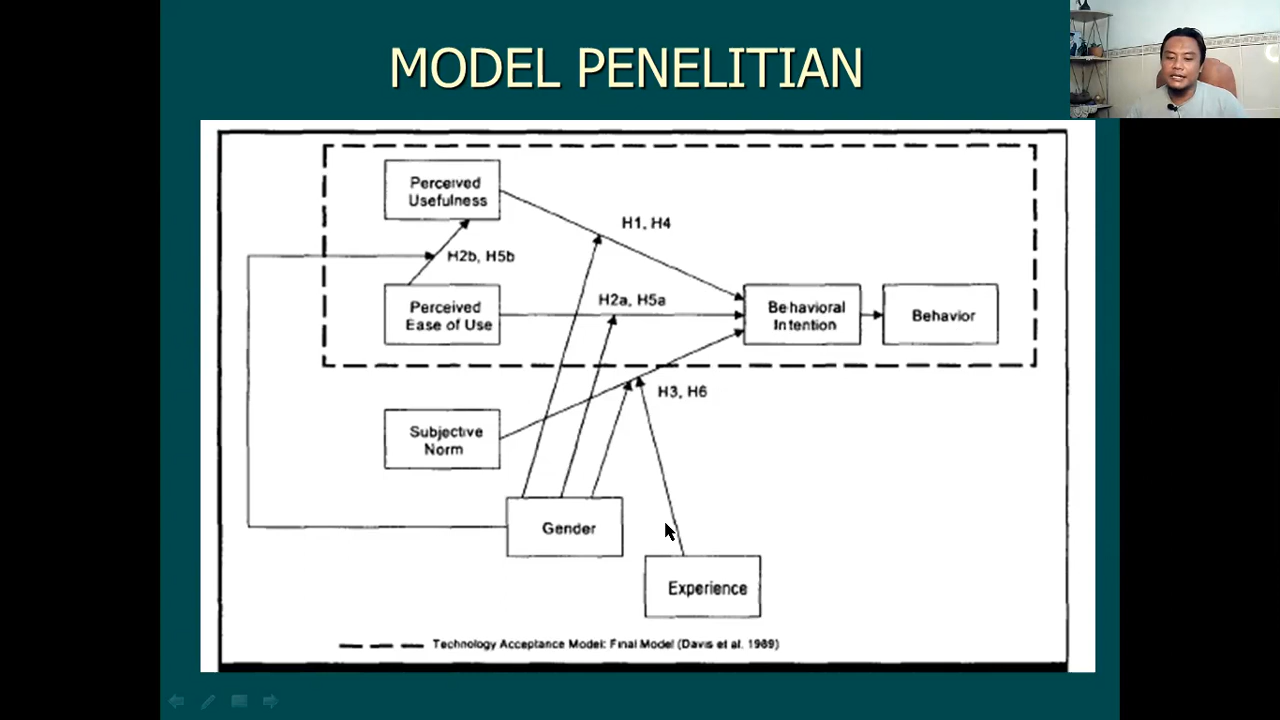 MODEL PENELITIAN
Perceived
Usefulness
H1, H4
H2b, H5b
H2a, H5a
Perceived
Ease of Use
Behavioral
Intention
Behavior
H3, H6
Subjective
Norm
Gender
Experience
Technology Acceptance Model: Final Model (Davis et al. 1989)